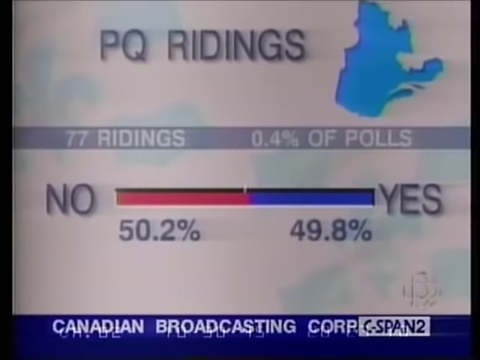 PQ RIDINGS
77 RIDINGS 0.4% OF POLLS
NO YES
50.2% 49.8%
CANADIAN BROADCASTING CORP. C-SPAN2